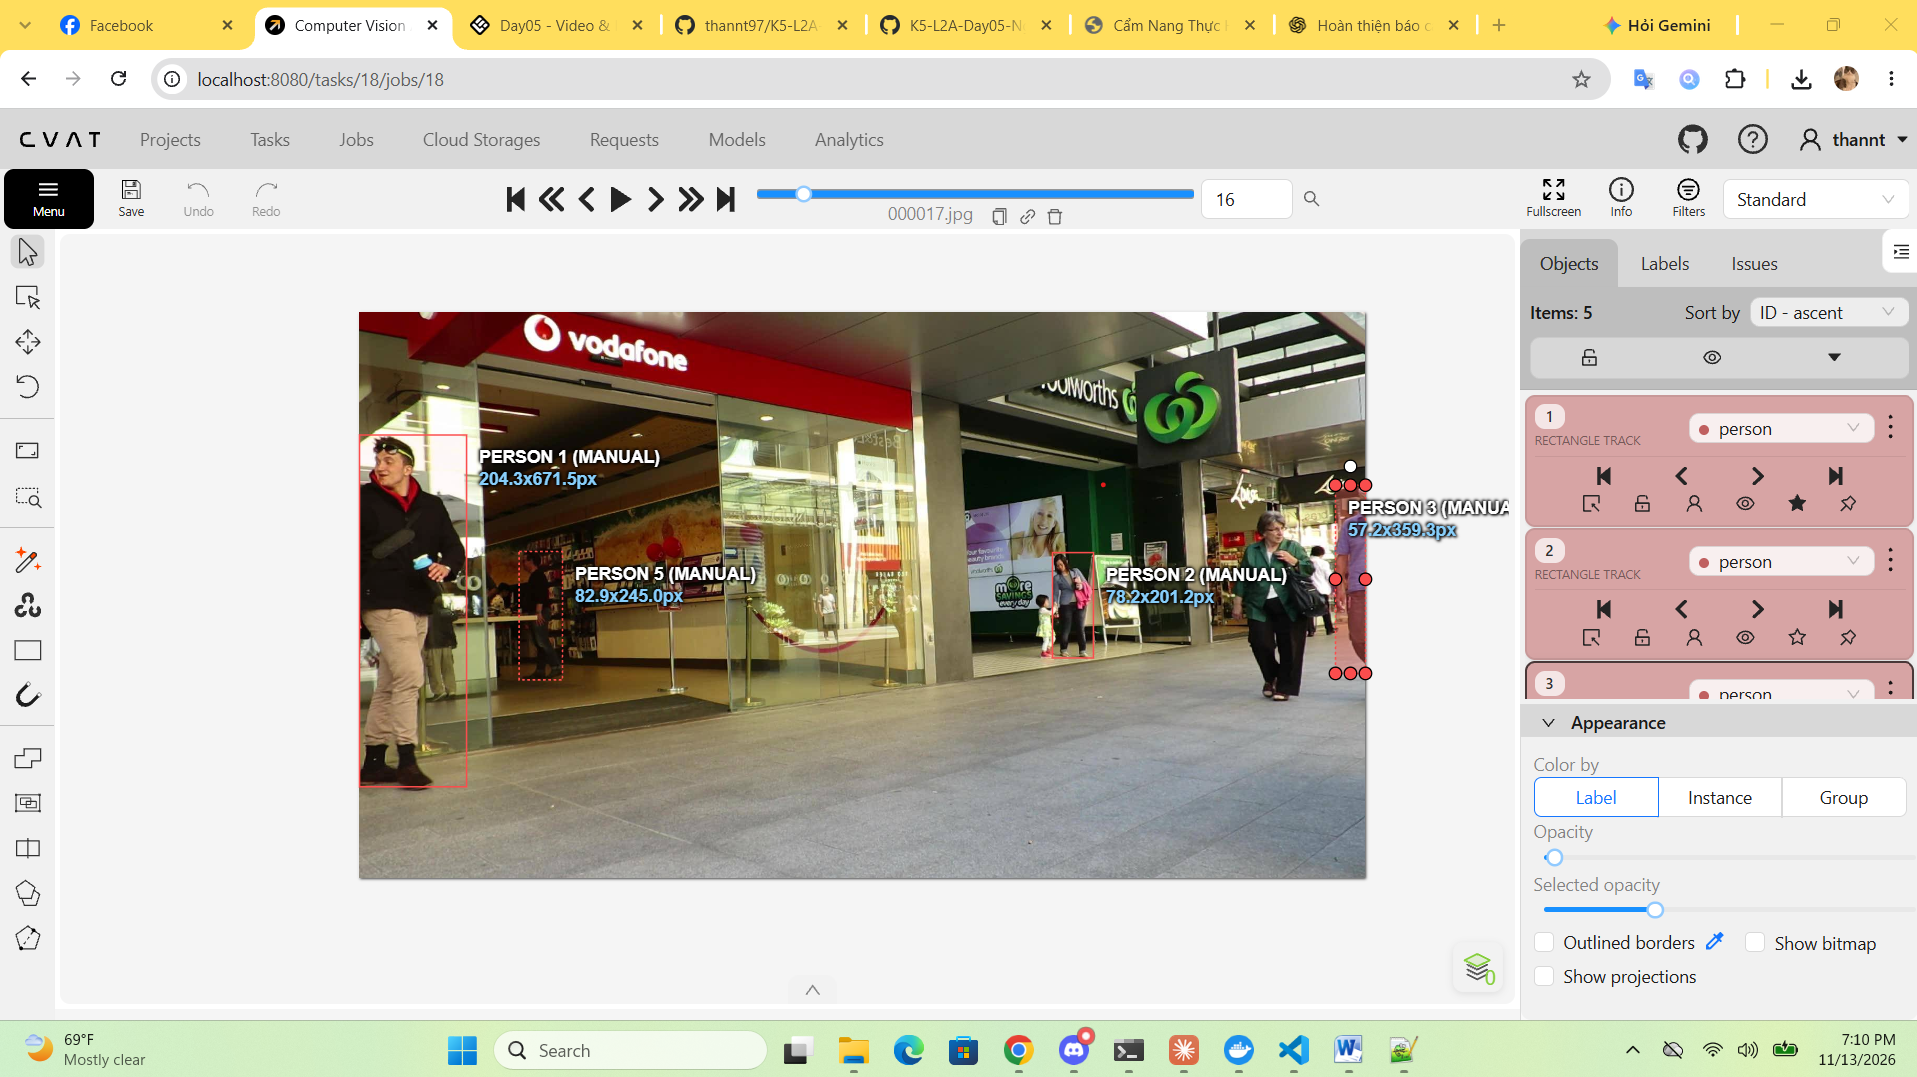 Facebook
Computer Vision
Day05 - Video &
thannt97/K5-L2A-
K5-L2A-Day05-N
Cẩm Nang Thực
Hoàn thiện báo c
Hỏi Gemini
localhost:8080/tasks/18/jobs/18
CVAT
Projects
Tasks
Jobs
Cloud Storages
Requests
Models
Analytics
thannt
Menu
Save
Undo
Redo
000017.jpg
16
Fullscreen
Info
Filters
Standard
vodafone
oolworths
PERSON 1 (MANUAL)
204.3x671.5px
PERSON 5 (MANUAL)
82.9x245.0px
PERSON 2 (MANUAL)
78.2x201.2px
PERSON 3 (MANUA
57.2x359.3px
more
SAVINGS
everyday
Objects
Labels
Issues
Items: 5
Sort by
ID - ascent
1
person
RECTANGLE TRACK
2
person
RECTANGLE TRACK
3
person
Appearance
Color by
Label
Instance
Group
Opacity
Selected opacity
Outlined borders
Show bitmap
Show projections
0
69°F
Mostly clear
Search
7:10 PM
11/13/2026